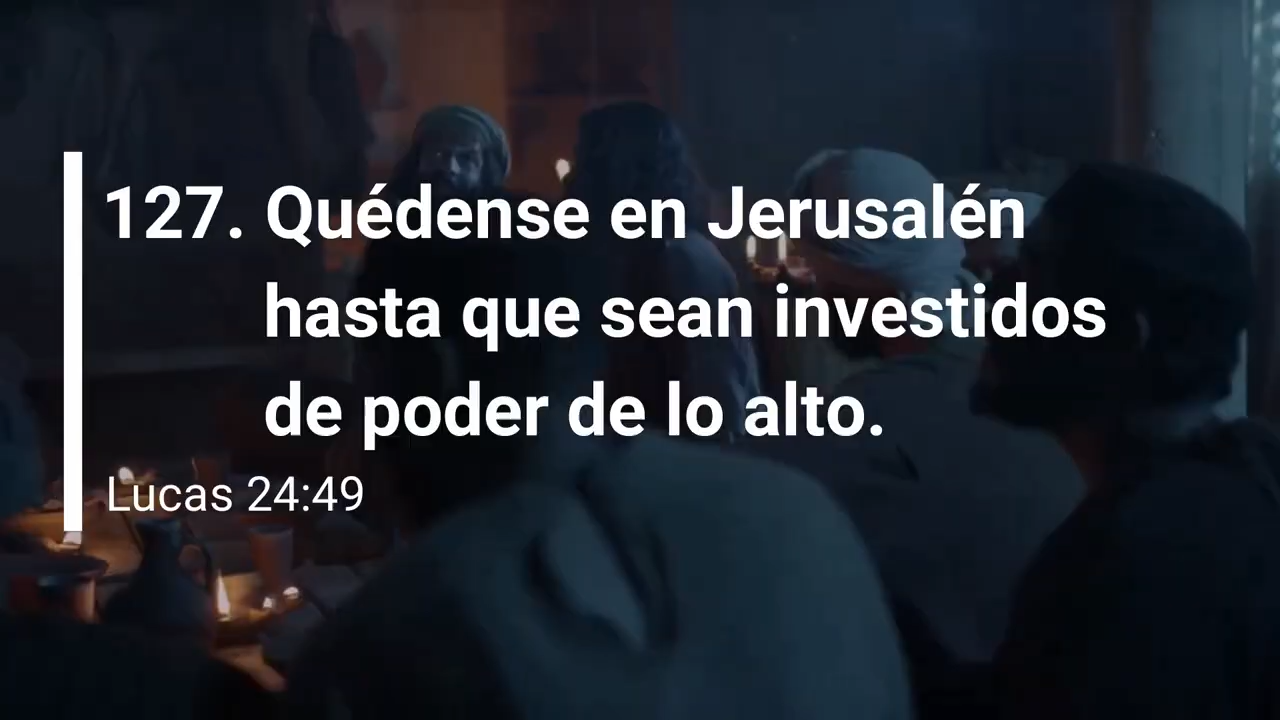 127. Quédense en Jerusalén
hasta que sean investidos
de poder de lo alto.
Lucas 24:49